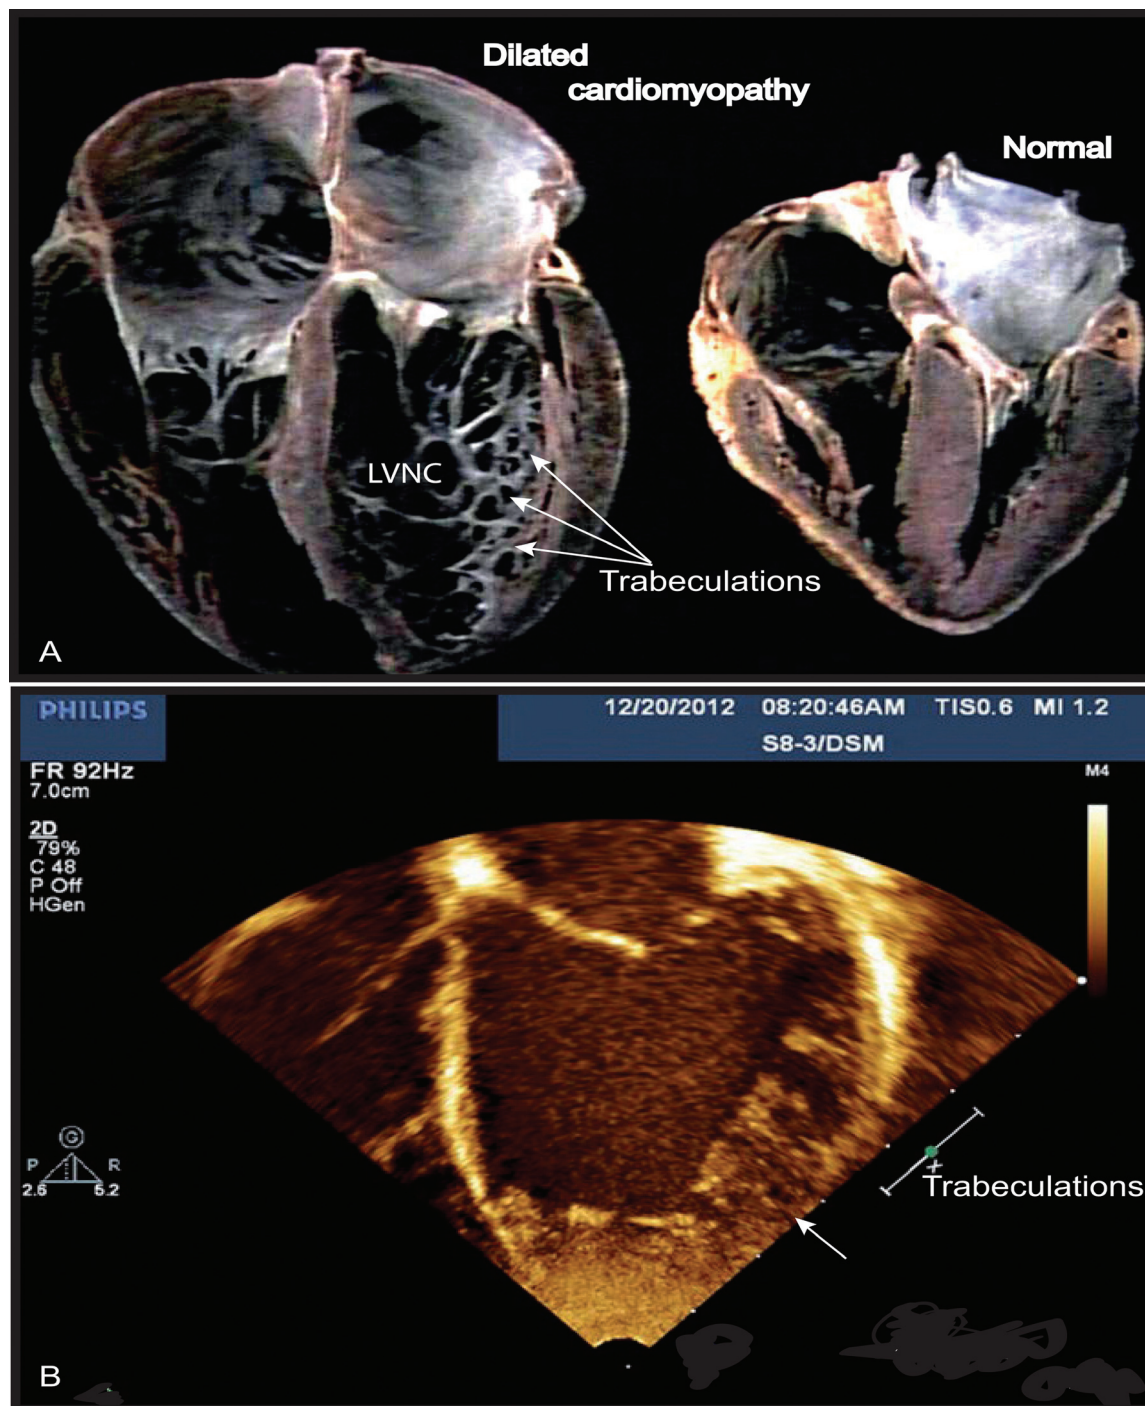 Dilated
cardiomyopathy
Normal
LVNC
Trabeculations
A
PHILIPS
12/20/2012 08:20:46AM TIS0.6 MI 1.2
S8-3/DSM
FR 92Hz
7.0cm
M4
2D
79%
C 48
P Off
HGen
G
P R
2.6 5.2
Trabeculations
B